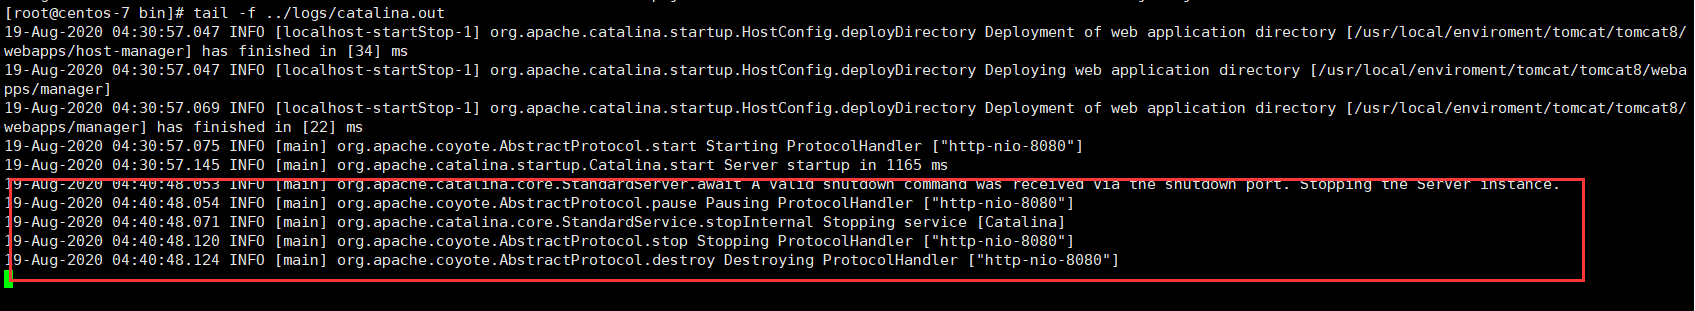 [root@centos-7 bin]# tail -f ../logs/catalina.out
19-Aug-2020 04:30:57.047 INFO [localhost-startStop-1] org.apache.catalina.startup.HostConfig.deployDirectory Deployment of web application directory [/usr/local/enviroment/tomcat/tomcat8/
webapps/host-manager] has finished in [34] ms
19-Aug-2020 04:30:57.047 INFO [localhost-startStop-1] org.apache.catalina.startup.HostConfig.deployDirectory Deploying web application directory [/usr/local/enviroment/tomcat/tomcat8/weba
pps/manager]
19-Aug-2020 04:30:57.069 INFO [localhost-startStop-1] org.apache.catalina.startup.HostConfig.deployDirectory Deployment of web application directory [/usr/local/enviroment/tomcat/tomcat8/
webapps/manager] has finished in [22] ms
19-Aug-2020 04:30:57.075 INFO [main] org.apache.coyote.AbstractProtocol.start Starting ProtocolHandler ["http-nio-8080"]
19-Aug-2020 04:30:57.145 INFO [main] org.apache.catalina.startup.Catalina.start Server startup in 1165 ms
19-Aug-2020 04:40:48.053 INFO [main] org.apache.catalina.core.StandardServer.await A valid shutdown command was received via the shutdown port. Stopping the Server instance.
19-Aug-2020 04:40:48.054 INFO [main] org.apache.coyote.AbstractProtocol.pause Pausing ProtocolHandler ["http-nio-8080"]
19-Aug-2020 04:40:48.071 INFO [main] org.apache.catalina.core.StandardService.stopInternal Stopping service [Catalina]
19-Aug-2020 04:40:48.120 INFO [main] org.apache.coyote.AbstractProtocol.stop Stopping ProtocolHandler ["http-nio-8080"]
19-Aug-2020 04:40:48.124 INFO [main] org.apache.coyote.AbstractProtocol.destroy Destroying ProtocolHandler ["http-nio-8080"]